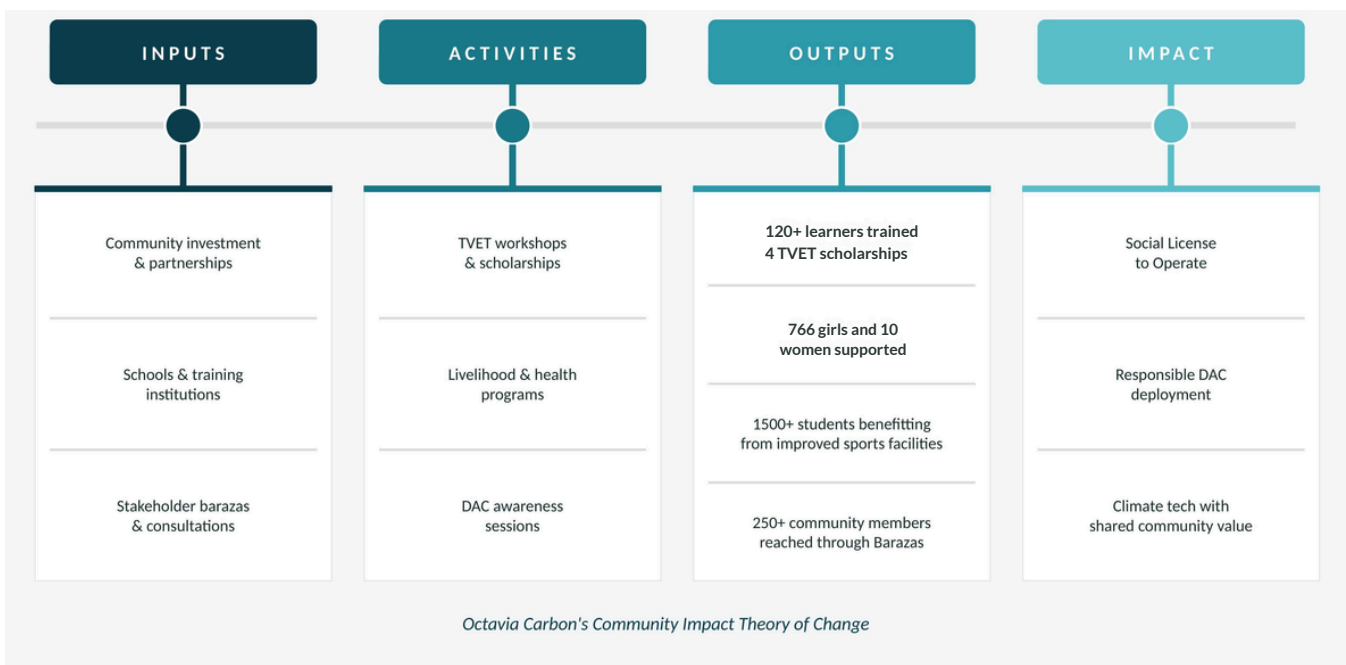 INPUTS
ACTIVITIES
OUTPUTS
IMPACT
Community investment
& partnerships
Schools & training
institutions
Stakeholder barazas
& consultations
TVET workshops
& scholarships
Livelihood & health
programs
DAC awareness
sessions
120+ learners trained
4 TVET scholarships
766 girls and 10
women supported
1500+ students benefitting
from improved sports facilities
250+ community members
reached through Barazas
Social License
to Operate
Responsible DAC
deployment
Climate tech with
shared community value
Octavia Carbon's Community Impact Theory of Change